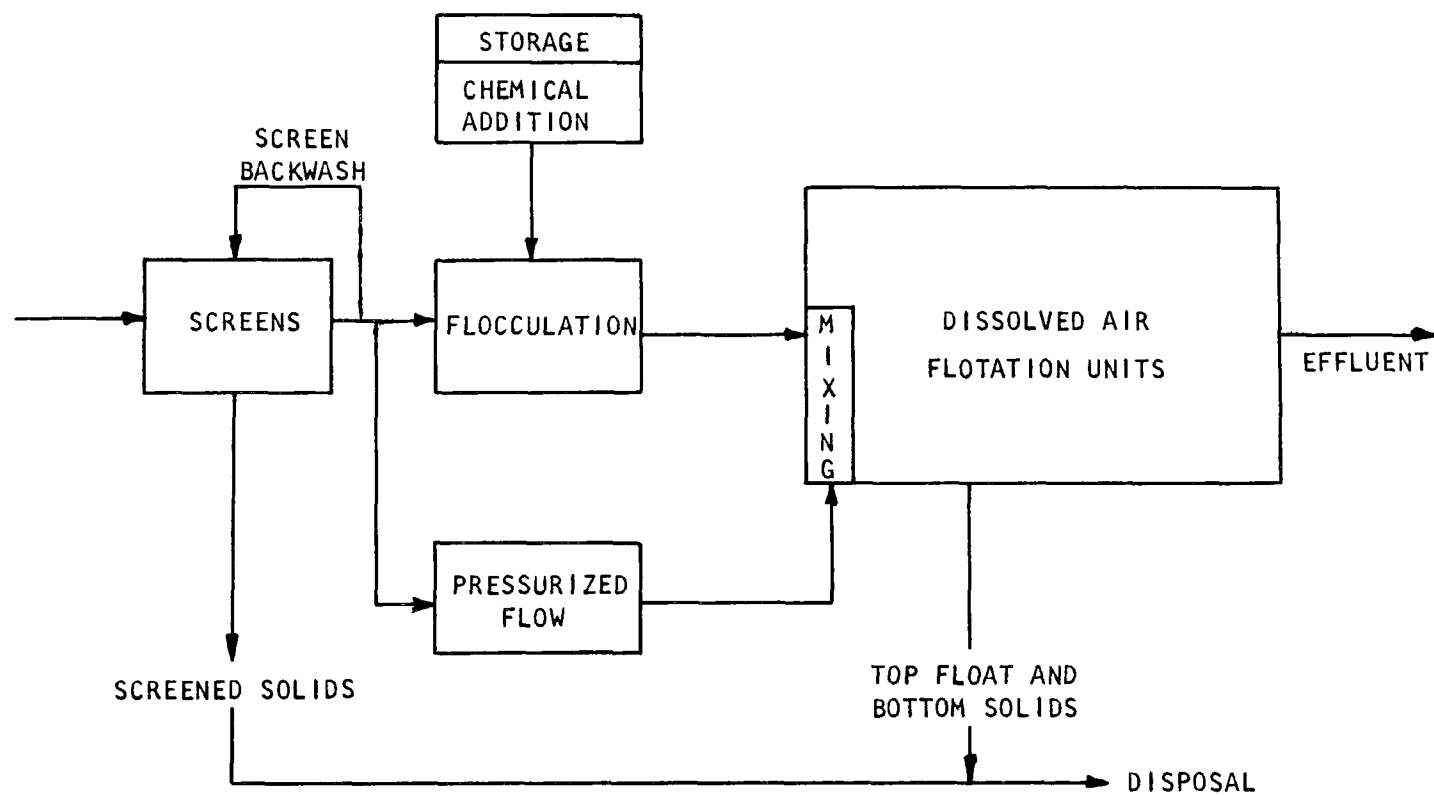 STORAGE
CHEMICAL
ADDITION
SCREEN
BACKWASH
SCREENS
FLOCCULATION
MIXING
DISSOLVED AIR
FLOTATION UNITS
EFFLUENT
PRESSURIZED
FLOW
SCREENED SOLIDS
TOP FLOAT AND
BOTTOM SOLIDS
DISPOSAL